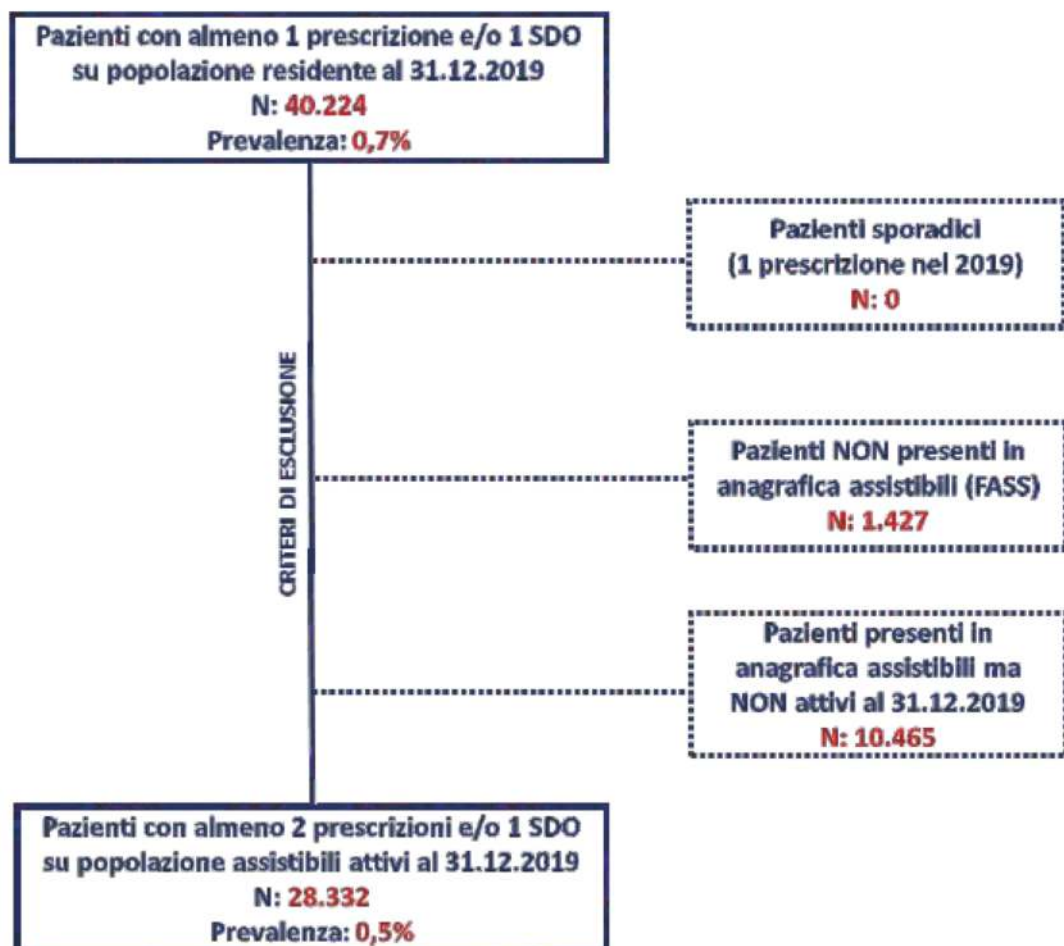 Pazienti con almeno 1 prescrizione e/o 1 SDO
su popolazione residente al 31.12.2019
N: 40.224
Prevalenza: 0,7%
Pazienti sporadici
(1 prescrizione nel 2019)
N: 0
CRITERI DI ESCLUSIONE
Pazienti NON presenti in
anagrafica assistibili (FASS)
N: 1.427
Pazienti presenti in
anagrafica assistibili ma
NON attivi al 31.12.2019
N: 10.465
Pazienti con almeno 2 prescrizioni e/o 1 SDO
su popolazione assistibili attivi al 31.12.2019
N: 28.332
Prevalenza: 0,5%